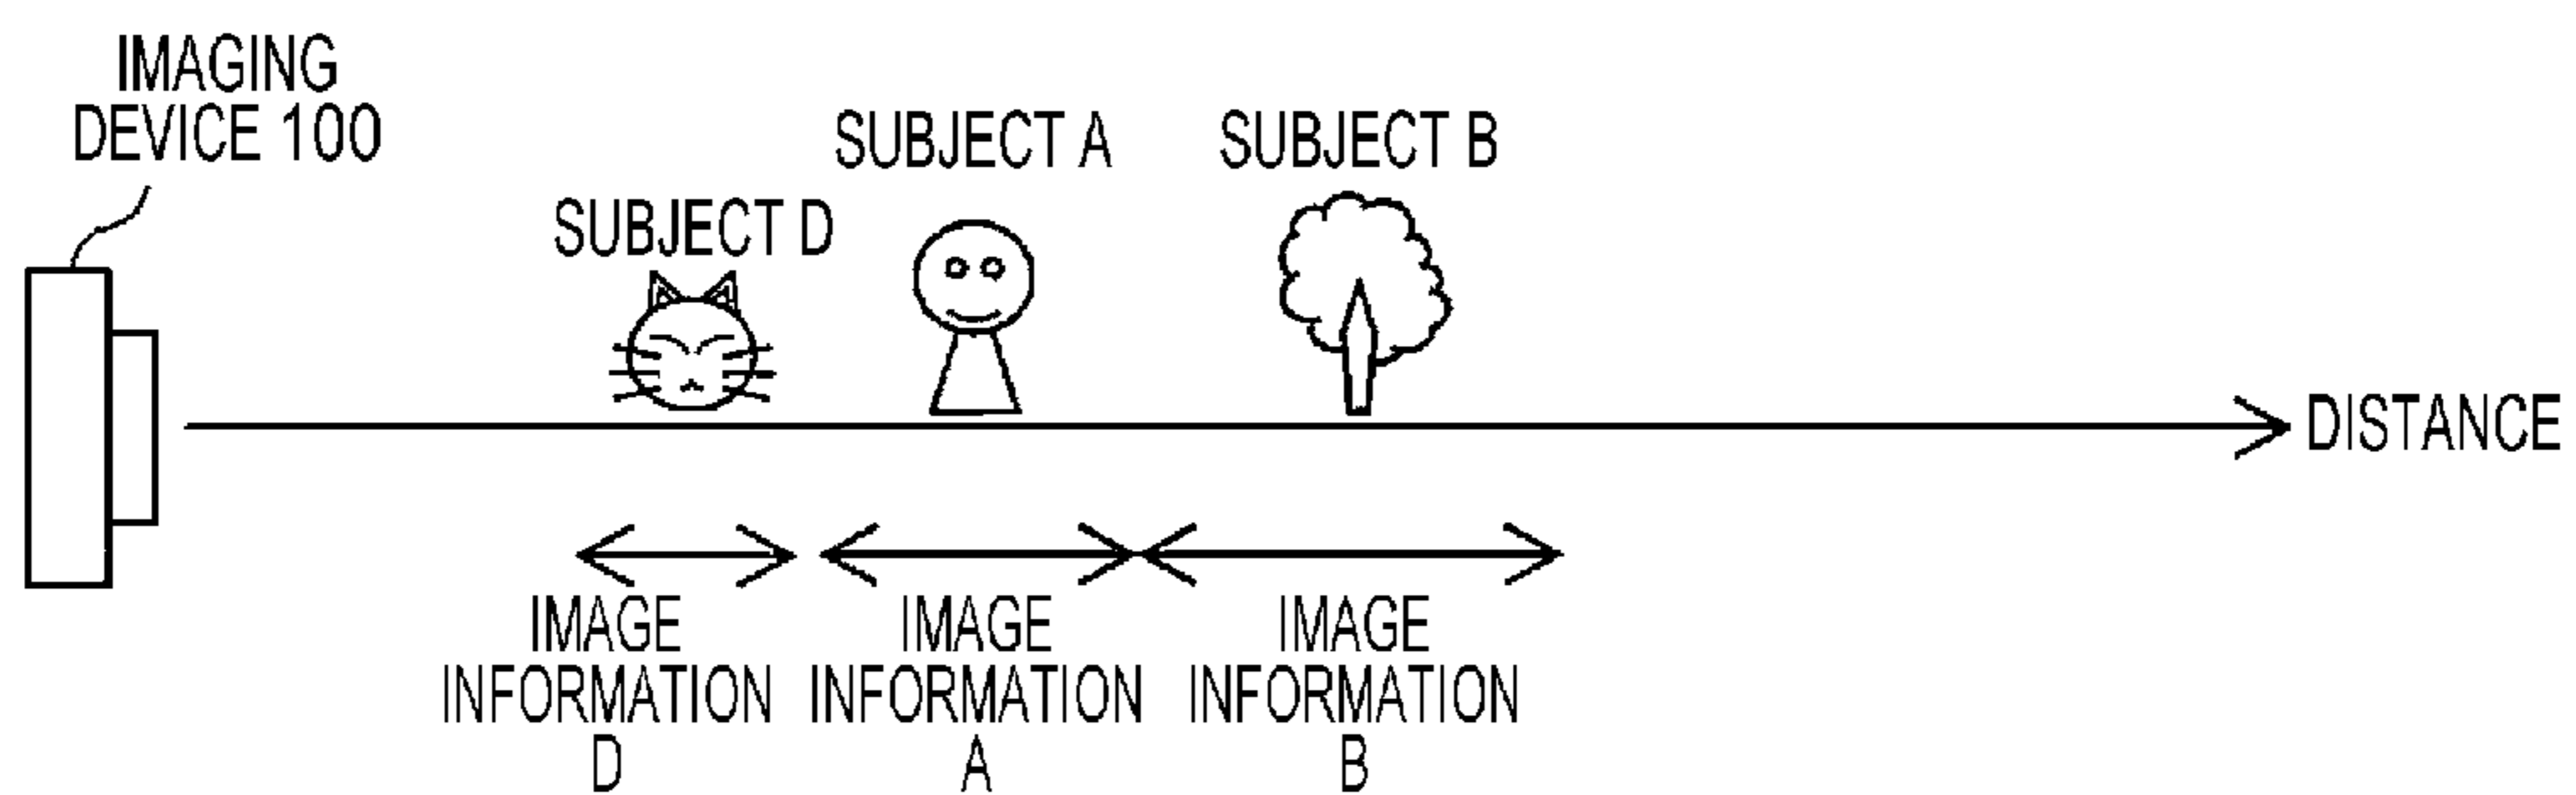 IMAGING
DEVICE 100
SUBJECT D
SUBJECT A
SUBJECT B
DISTANCE
IMAGE
INFORMATION
D
IMAGE
INFORMATION
A
IMAGE
INFORMATION
B